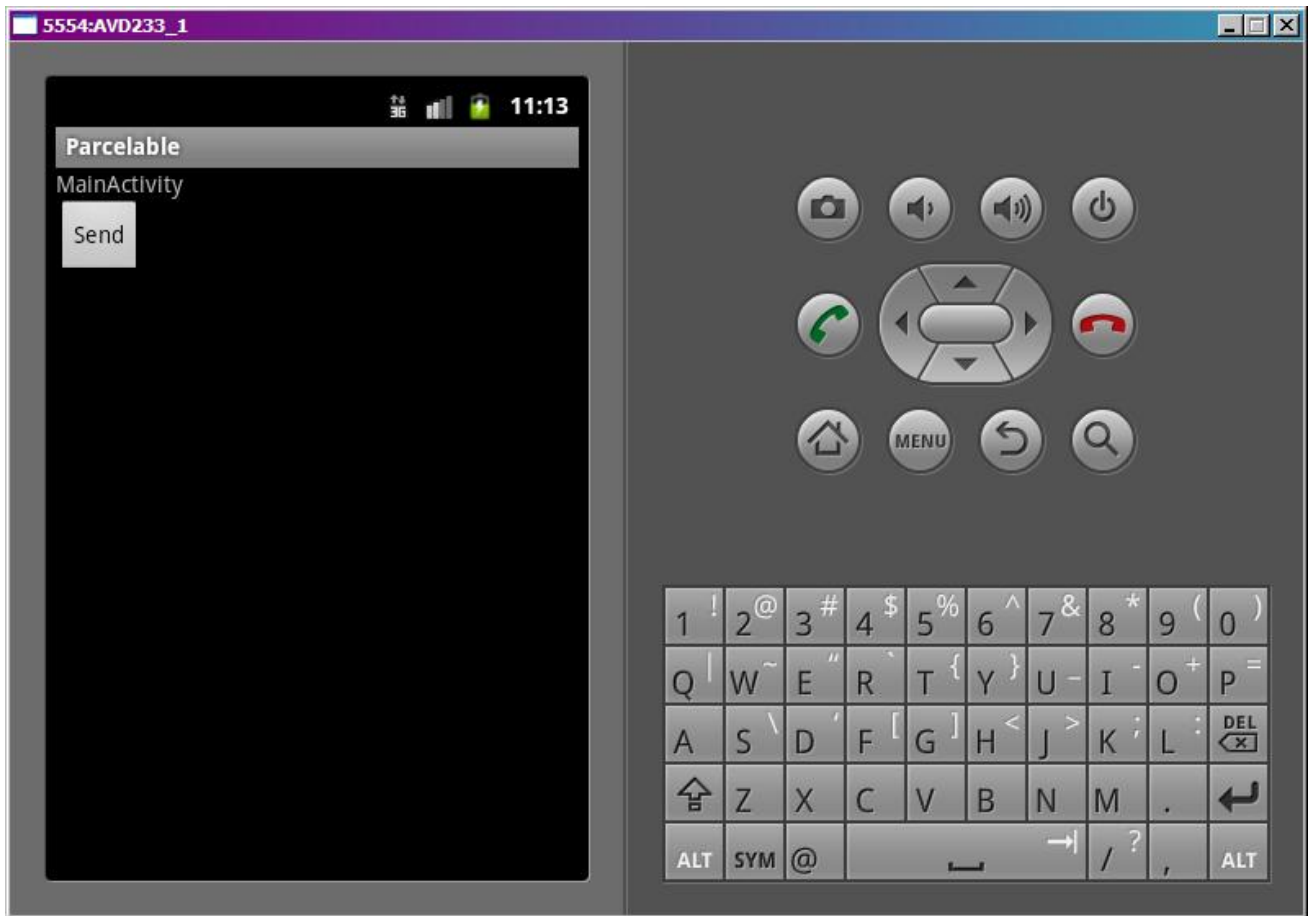 5554:AVD233_1
3G 11:13
Parcelable
MainActivity
Send
MENU
1 ! 2 @ 3 # 4 $ 5 % 6 ^ 7 & 8 * 9 ( 0 )
Q | W ~ E “ R ` T { Y } U _ I - O + P =
A S \ D ‘ F [ G ] H < J > K ; L : DEL
Z X C V B N M .
ALT SYM @ / ? , ALT